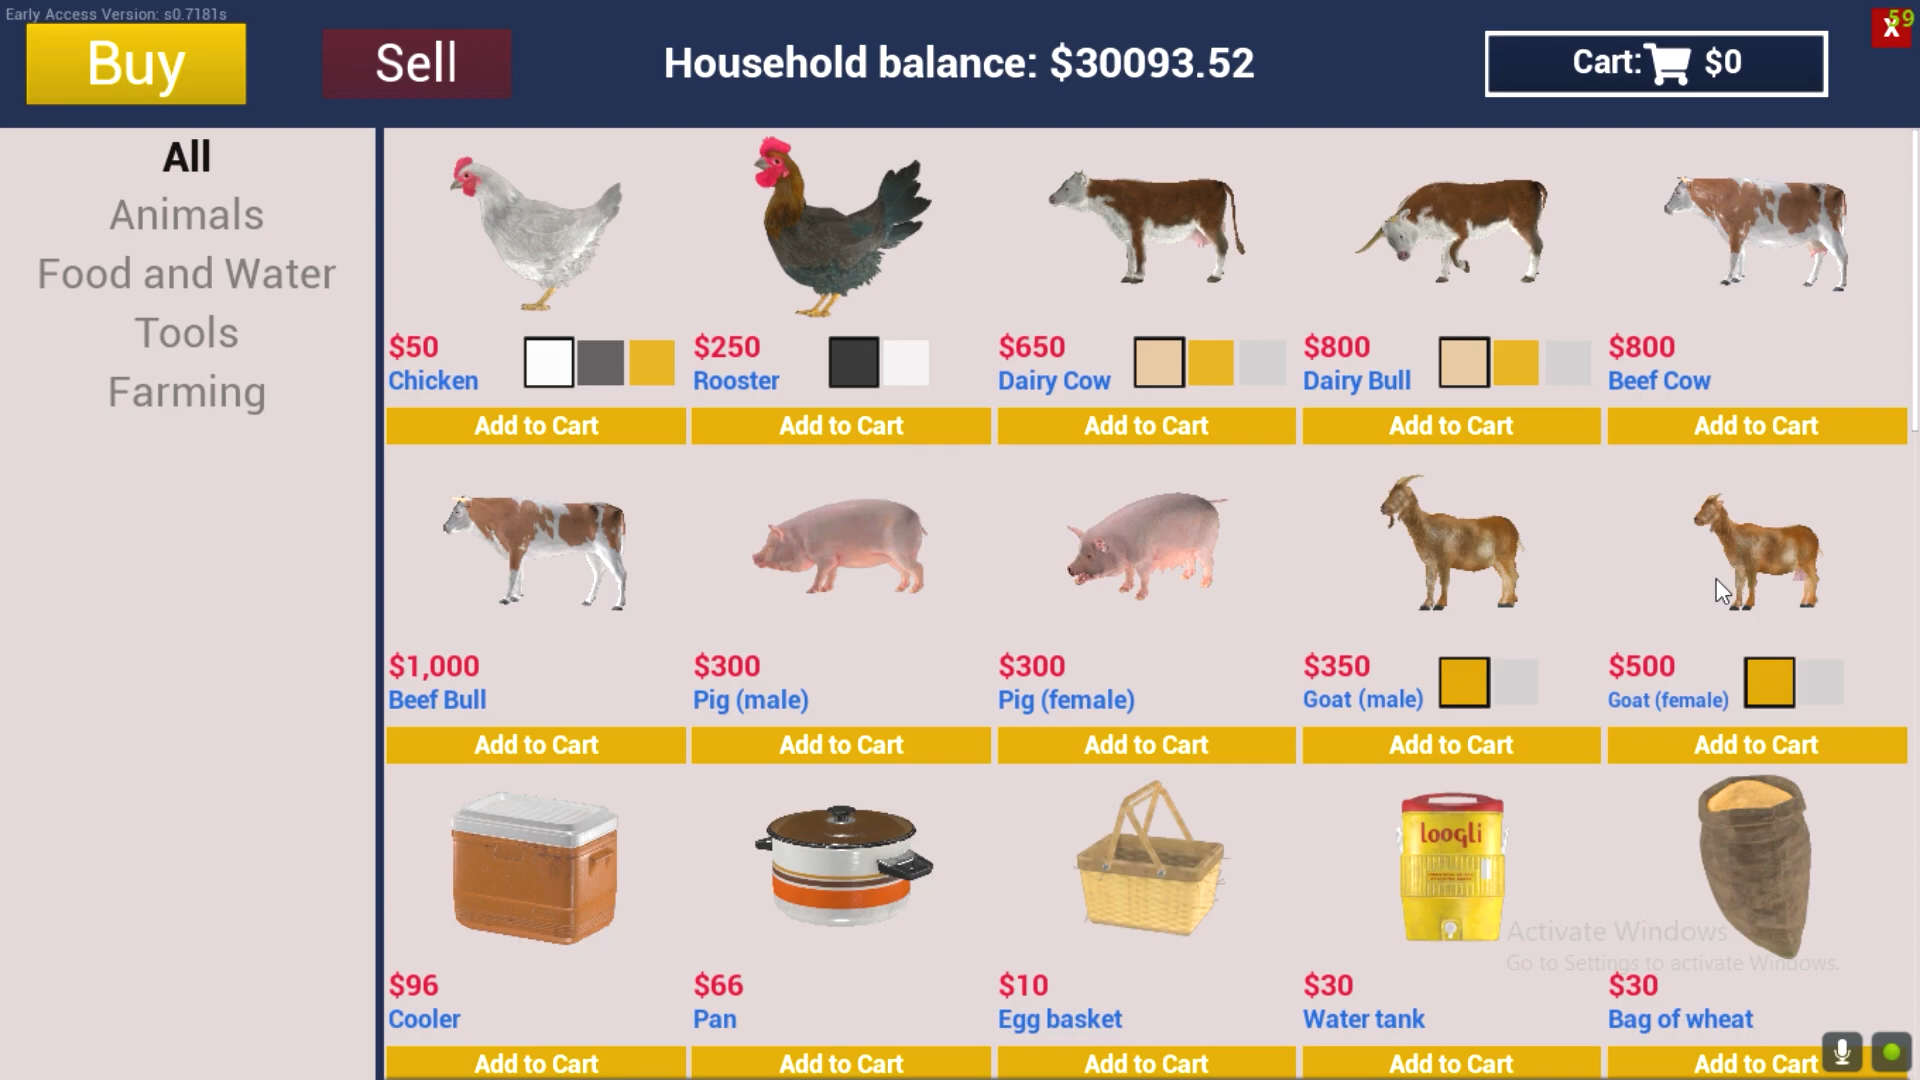 Early Access Version: s0.7181s
59
Buy
Sell
Household balance: $30093.52
Cart: $0
X
All
Animals
Food and Water
Tools
Farming
$50
Chicken
$250
Rooster
$650
Dairy Cow
$800
Dairy Bull
$800
Beef Cow
Add to Cart
Add to Cart
Add to Cart
Add to Cart
Add to Cart
$1,000
Beef Bull
$300
Pig (male)
$300
Pig (female)
$350
Goat (male)
$500
Goat (female)
Add to Cart
Add to Cart
Add to Cart
Add to Cart
Add to Cart
loogli
Activate Windows
Go to Settings to activate Windows.
$96
Cooler
$66
Pan
$10
Egg basket
$30
Water tank
$30
Bag of wheat
Add to Cart
Add to Cart
Add to Cart
Add to Cart
Add to Cart